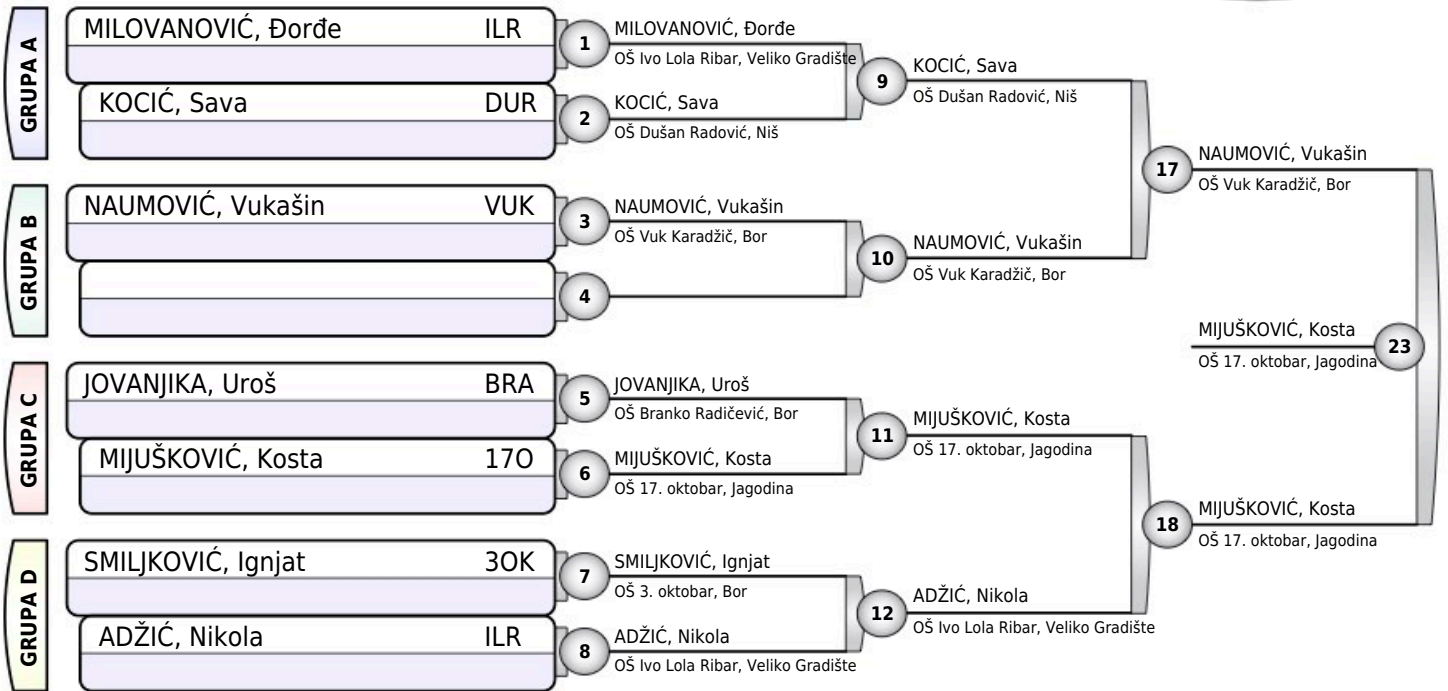 GRUPA A
MILOVANOVIĆ, Đorđe ILR
KOCIĆ, Sava DUR
GRUPA B
NAUMOVIĆ, Vukašin VUK
GRUPA C
JOVANJIKA, Uroš BRA
MIJUŠKOVIĆ, Kosta 17O
GRUPA D
SMILJKOVIĆ, Ignjat 3OK
ADŽIĆ, Nikola ILR
1
MILOVANOVIĆ, Đorđe
OŠ Ivo Lola Ribar, Veliko Gradište
2
KOCIĆ, Sava
OŠ Dušan Radović, Niš
3
NAUMOVIĆ, Vukašin
OŠ Vuk Karadžič, Bor
4
5
JOVANJIKA, Uroš
OŠ Branko Radičević, Bor
6
MIJUŠKOVIĆ, Kosta
OŠ 17. oktobar, Jagodina
7
SMILJKOVIĆ, Ignjat
OŠ 3. oktobar, Bor
8
ADŽIĆ, Nikola
OŠ Ivo Lola Ribar, Veliko Gradište
9
KOCIĆ, Sava
OŠ Dušan Radović, Niš
10
NAUMOVIĆ, Vukašin
OŠ Vuk Karadžič, Bor
11
MIJUŠKOVIĆ, Kosta
OŠ 17. oktobar, Jagodina
12
ADŽIĆ, Nikola
OŠ Ivo Lola Ribar, Veliko Gradište
17
NAUMOVIĆ, Vukašin
OŠ Vuk Karadžič, Bor
18
MIJUŠKOVIĆ, Kosta
OŠ 17. oktobar, Jagodina
MIJUŠKOVIĆ, Kosta
OŠ 17. oktobar, Jagodina
23